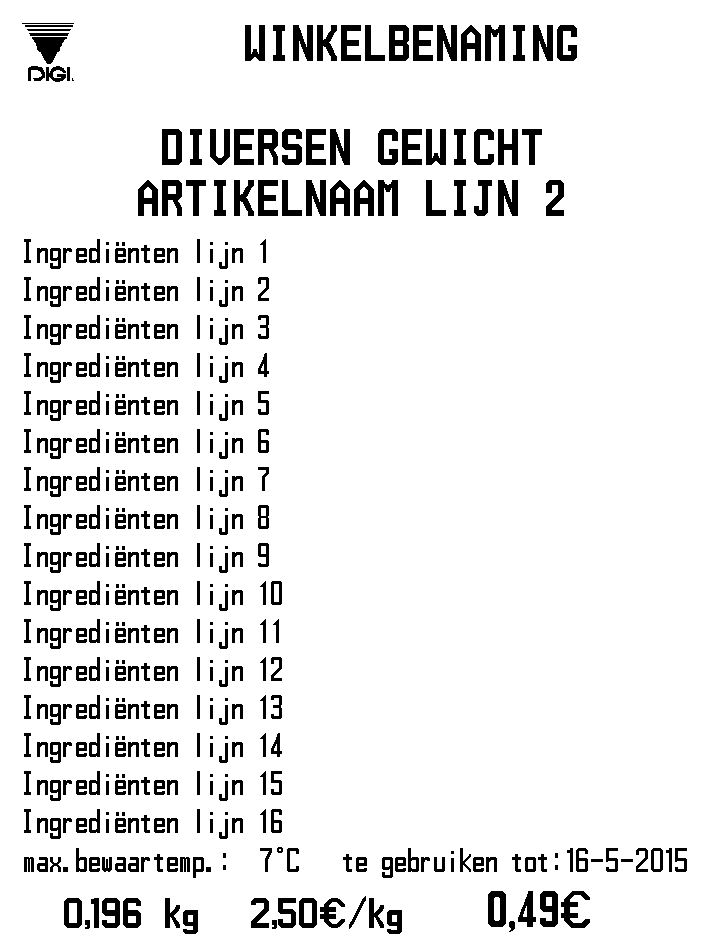 DIGI.
WINKELBENAMING
DIVERSEN GEWICHT
ARTIKELNAAM LIJN 2
Ingrediënten lijn 1
Ingrediënten lijn 2
Ingrediënten lijn 3
Ingrediënten lijn 4
Ingrediënten lijn 5
Ingrediënten lijn 6
Ingrediënten lijn 7
Ingrediënten lijn 8
Ingrediënten lijn 9
Ingrediënten lijn 10
Ingrediënten lijn 11
Ingrediënten lijn 12
Ingrediënten lijn 13
Ingrediënten lijn 14
Ingrediënten lijn 15
Ingrediënten lijn 16
max.bewaartemp.: 7°C te gebruiken tot:16-5-2015
0,196 kg 2,50€/kg 0,49€